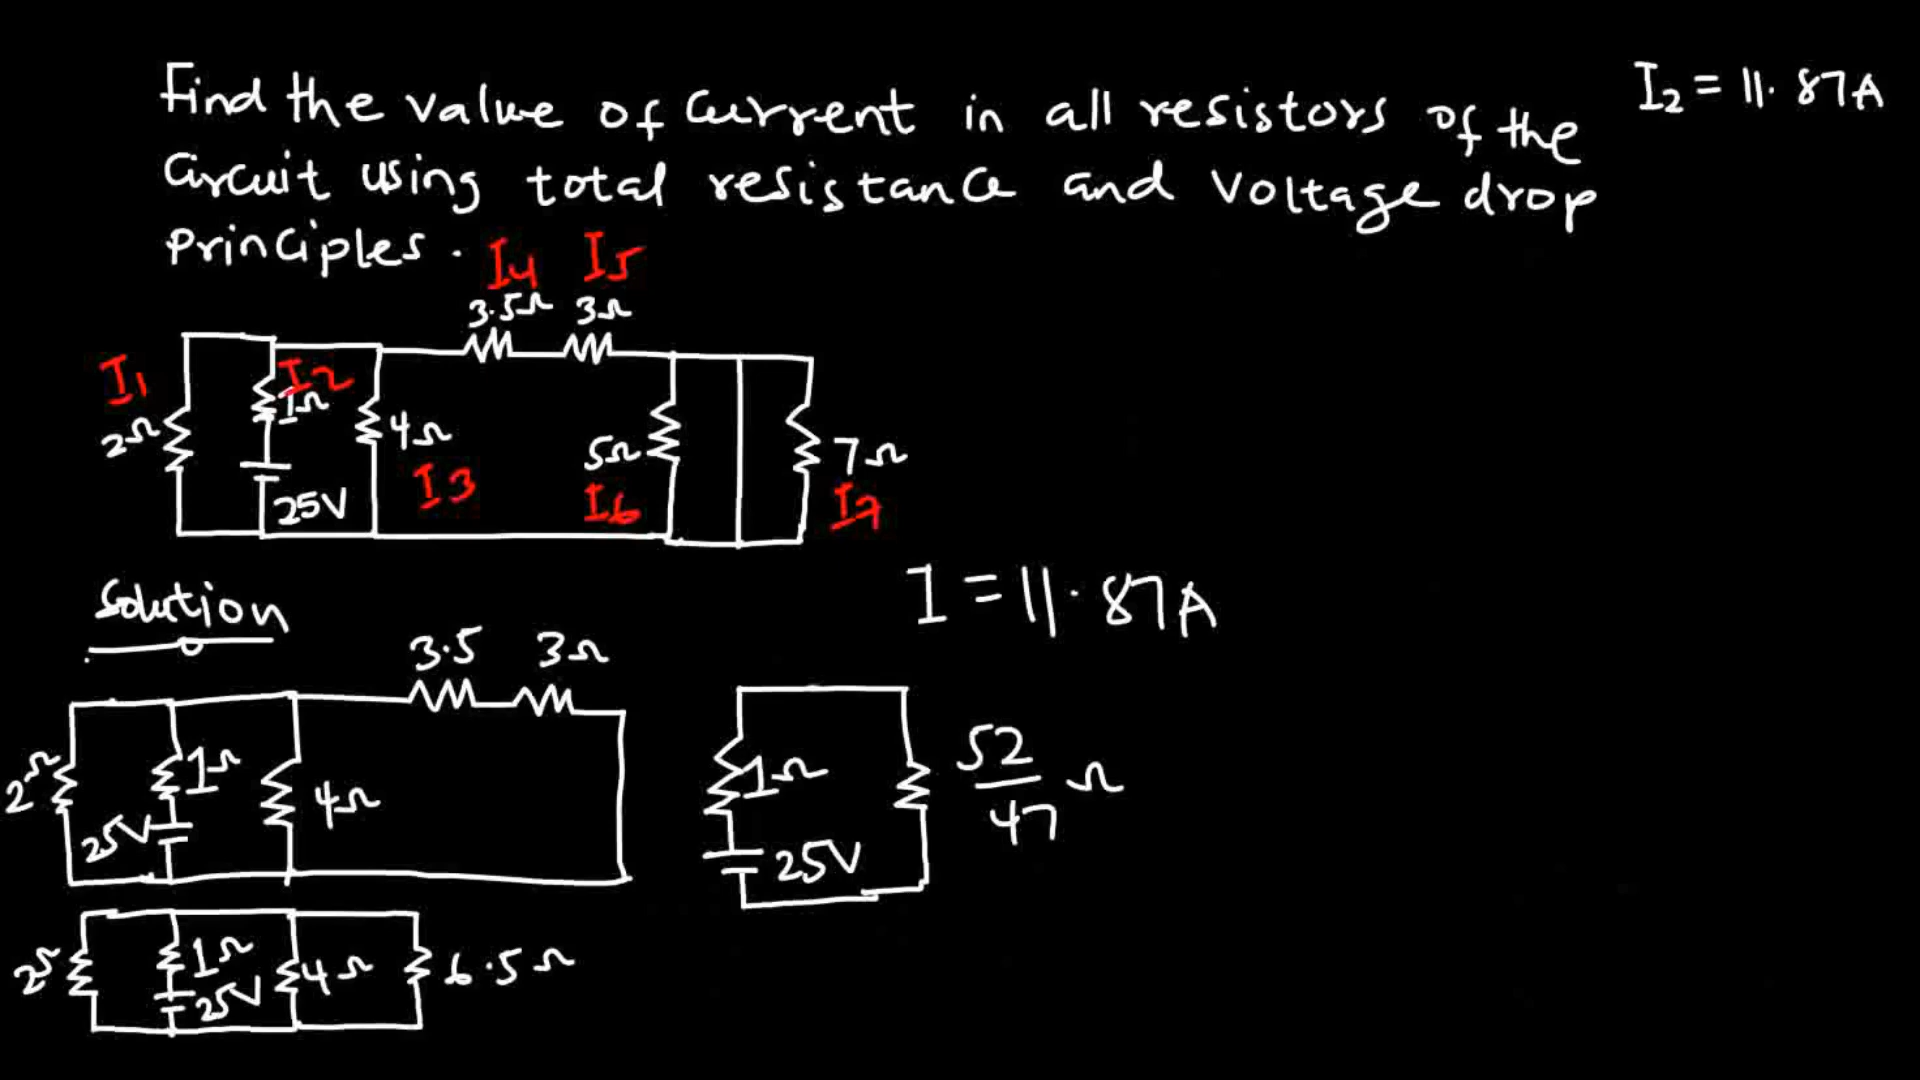 Find the value of Current in all resistors of the
Circuit using total resistance and Voltage drop
Principles.
I2 = 11.87A
I4 I5
3.5Ω 3Ω
I1 I2
2Ω 1Ω 4Ω 5Ω 7Ω
I3 I6 I7
25V
Solution
I = 11.87A
3.5 3Ω
2Ω 1Ω 4Ω
25V
1Ω 52/47 Ω
25V
2Ω 1Ω 4Ω 6.5Ω
25V